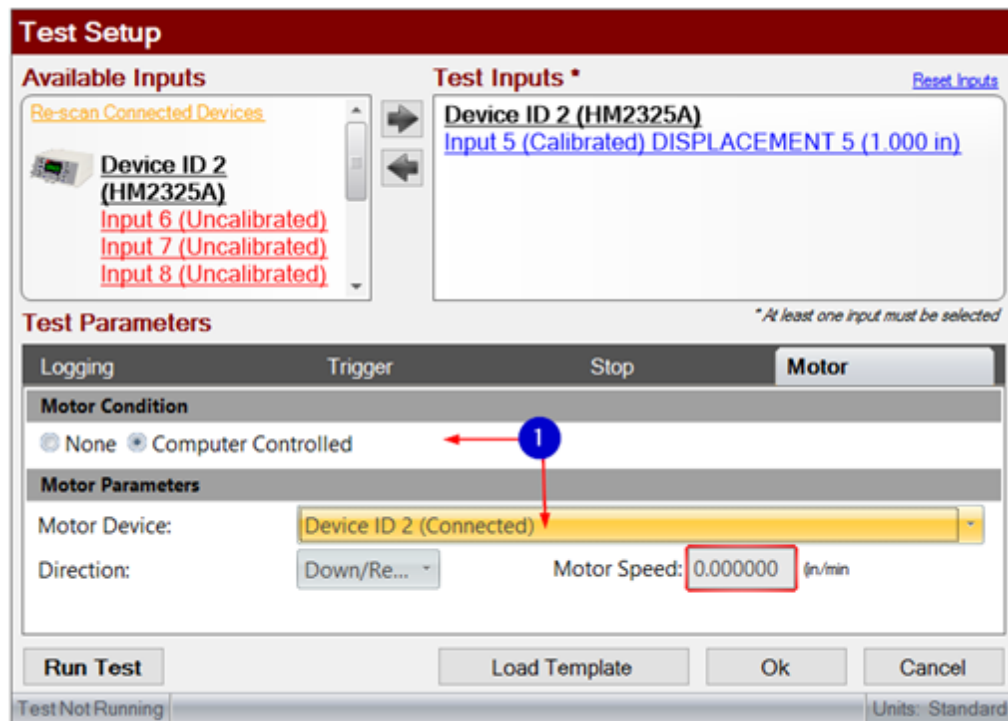 Test Setup
Available Inputs
Test Inputs *
Reset Inputs
Re-scan Connected Devices
Device ID 2
(HM2325A)
Input 6 (Uncalibrated)
Input 7 (Uncalibrated)
Input 8 (Uncalibrated)
Device ID 2 (HM2325A)
Input 5 (Calibrated) DISPLACEMENT 5 (1.000 in)
* At least one input must be selected
Test Parameters
Logging Trigger Stop Motor
Motor Condition
None Computer Controlled
1
Motor Parameters
Motor Device: Device ID 2 (Connected)
Direction: Down/Re... Motor Speed: 0.000000 (in/min
Run Test Load Template Ok Cancel
Test Not Running Units: Standard